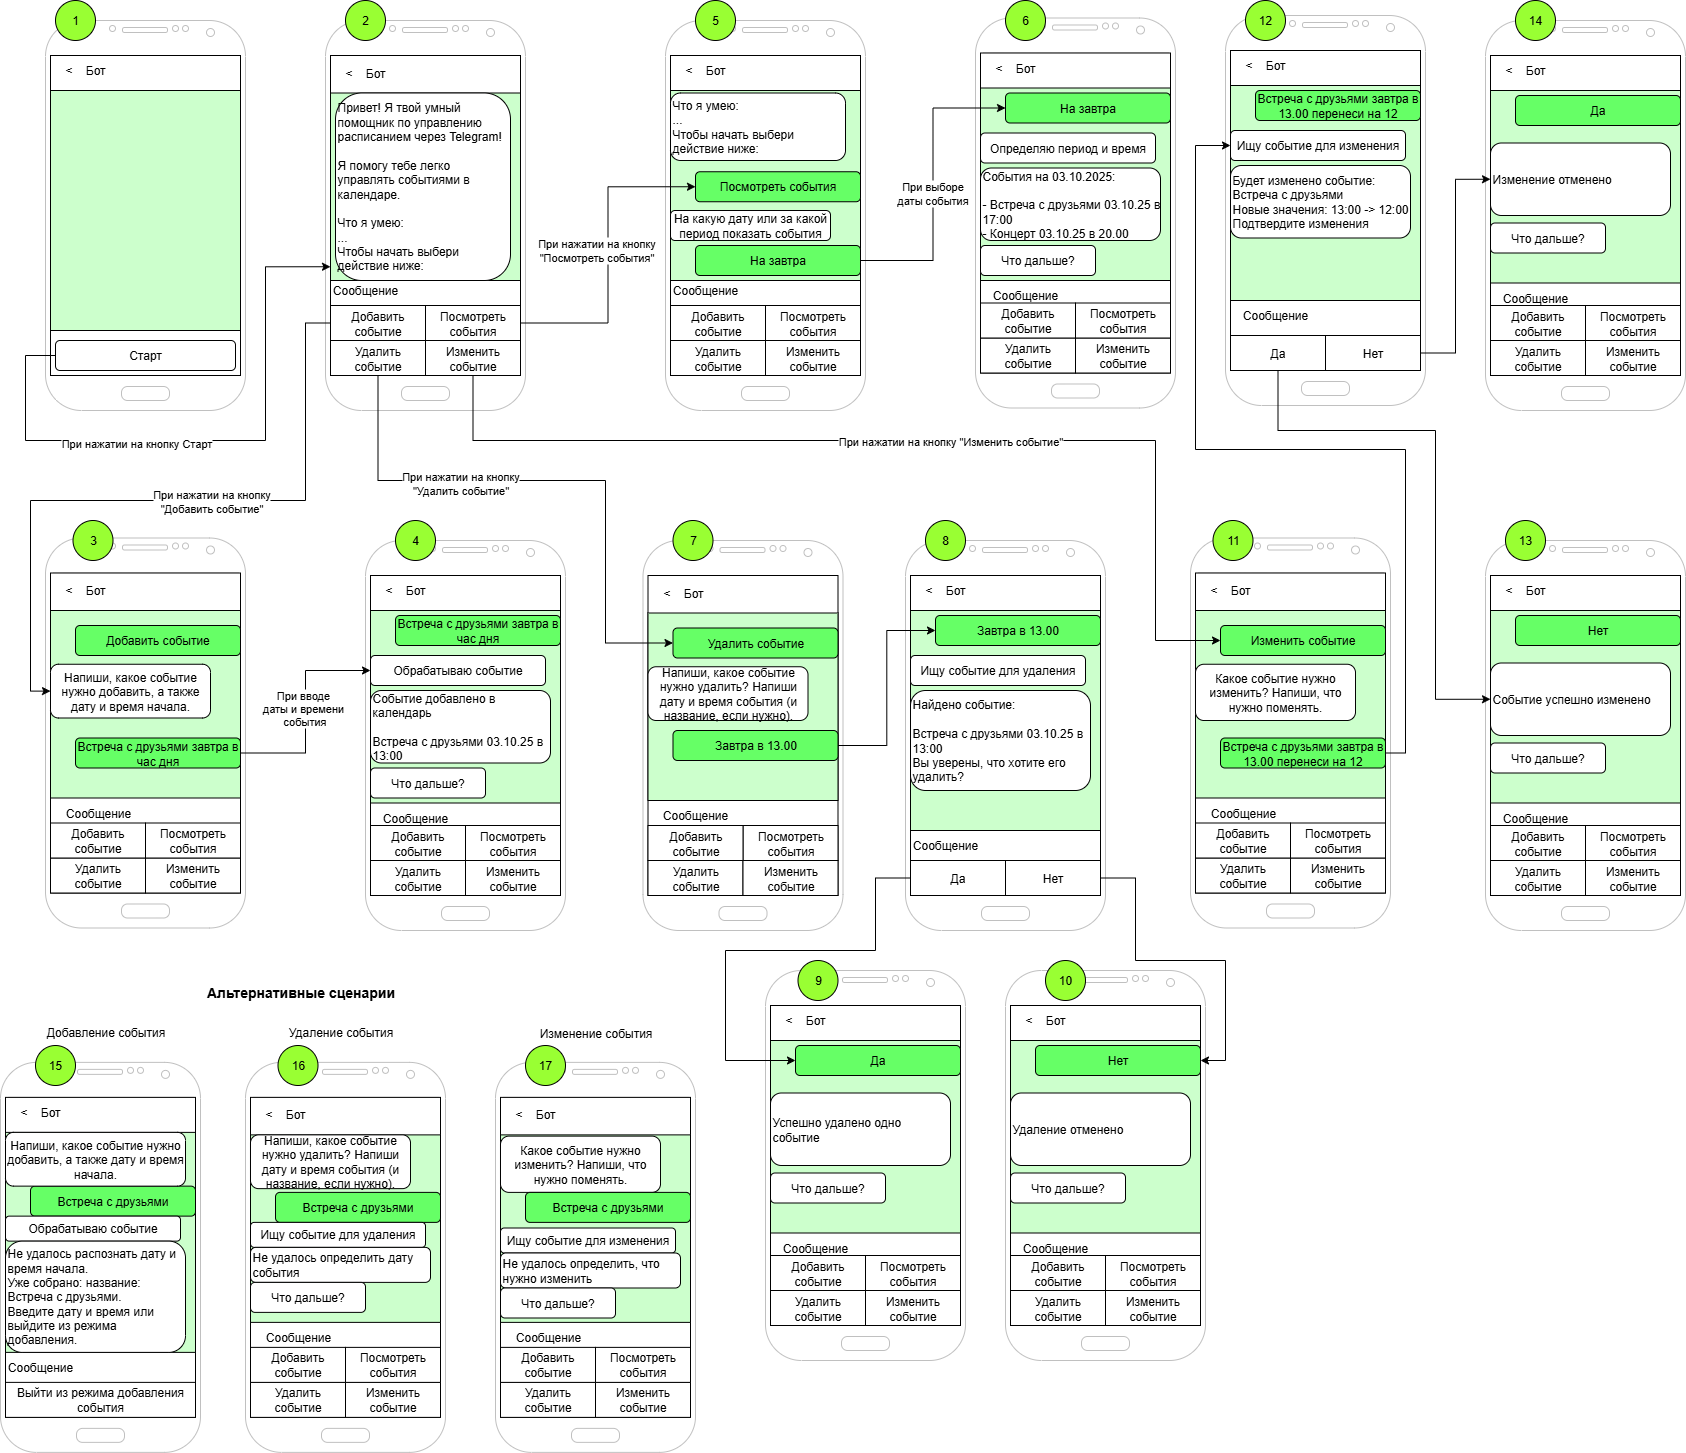 1
< Бот
Старт
При нажатии на кнопку Старт
2
< Бот
Привет! Я твой умный
помощник по управлению
расписанием через Telegram!
Я помогу тебе легко
управлять событиями в
календаре.
Что я умею:
...
Чтобы начать выбери
действие ниже:
Сообщение
Добавить
событие
Посмотреть
события
Удалить
событие
Изменить
событие
При нажатии на кнопку
"Посмотреть события"
5
< Бот
Что я умею:
...
Чтобы начать выбери
действие ниже:
Посмотреть события
На какую дату или за какой
период показать события
На завтра
Сообщение
Добавить
событие
Посмотреть
события
Удалить
событие
Изменить
событие
При выборе
даты события
6
< Бот
На завтра
Определяю период и время
События на 03.10.2025:
- Встреча с друзьями 03.10.25 в
17:00
- Концерт 03.10.25 в 20.00
Что дальше?
Сообщение
Добавить
событие
Посмотреть
события
Удалить
событие
Изменить
событие
12
< Бот
Встреча с друзьями завтра в
13.00 перенеси на 12
Ищу событие для изменения
Будет изменено событие:
Встреча с друзьями
Новые значения: 13:00 -> 12:00
Подтвердите изменения
Сообщение
Да
Нет
14
< Бот
Да
Изменение отменено
Что дальше?
Сообщение
Добавить
событие
Посмотреть
события
Удалить
событие
Изменить
событие
При нажатии на кнопку "Изменить событие"
При нажатии на кнопку
"Удалить событие"
При нажатии на кнопку
"Добавить событие"
3
< Бот
Добавить событие
Напиши, какое событие
нужно добавить, а также
дату и время начала.
Встреча с друзьями завтра в
час дня
Сообщение
Добавить
событие
Посмотреть
события
Удалить
событие
Изменить
событие
При вводе
даты и времени
события
4
< Бот
Встреча с друзьями завтра в
час дня
Обрабатываю событие
Событие добавлено в
календарь
Встреча с друзьями 03.10.25 в
13:00
Что дальше?
Сообщение
Добавить
событие
Посмотреть
события
Удалить
событие
Изменить
событие
7
< Бот
Удалить событие
Напиши, какое событие
нужно удалить? Напиши
дату и время события (и
название, если нужно).
Завтра в 13.00
Сообщение
Добавить
событие
Посмотреть
события
Удалить
событие
Изменить
событие
8
< Бот
Завтра в 13.00
Ищу событие для удаления
Найдено событие:
Встреча с друзьями 03.10.25 в
13:00
Вы уверены, что хотите его
удалить?
Сообщение
Да
Нет
11
< Бот
Изменить событие
Какое событие нужно
изменить? Напиши, что
нужно поменять.
Встреча с друзьями завтра в
13.00 перенеси на 12
Сообщение
Добавить
событие
Посмотреть
события
Удалить
событие
Изменить
событие
13
< Бот
Нет
Событие успешно изменено
Что дальше?
Сообщение
Добавить
событие
Посмотреть
события
Удалить
событие
Изменить
событие
9
< Бот
Да
Успешно удалено одно
событие
Что дальше?
Сообщение
Добавить
событие
Посмотреть
события
Удалить
событие
Изменить
событие
10
< Бот
Нет
Удаление отменено
Что дальше?
Сообщение
Добавить
событие
Посмотреть
события
Удалить
событие
Изменить
событие
Альтернативные сценарии
Добавление события
15
< Бот
Напиши, какое событие нужно
добавить, а также дату и время
начала.
Встреча с друзьями
Обрабатываю событие
Не удалось распознать дату и
время начала.
Уже собрано: название:
Встреча с друзьями.
Введите дату и время или
выйдите из режима
добавления.
Сообщение
Выйти из режима добавления
события
Удаление события
16
< Бот
Напиши, какое событие
нужно удалить? Напиши
дату и время события (и
название, если нужно).
Встреча с друзьями
Ищу событие для удаления
Не удалось определить дату
события
Что дальше?
Сообщение
Добавить
событие
Посмотреть
события
Удалить
событие
Изменить
событие
Изменение события
17
< Бот
Какое событие нужно
изменить? Напиши, что
нужно поменять.
Встреча с друзьями
Ищу событие для изменения
Не удалось определить, что
нужно изменить
Что дальше?
Сообщение
Добавить
событие
Посмотреть
события
Удалить
событие
Изменить
событие